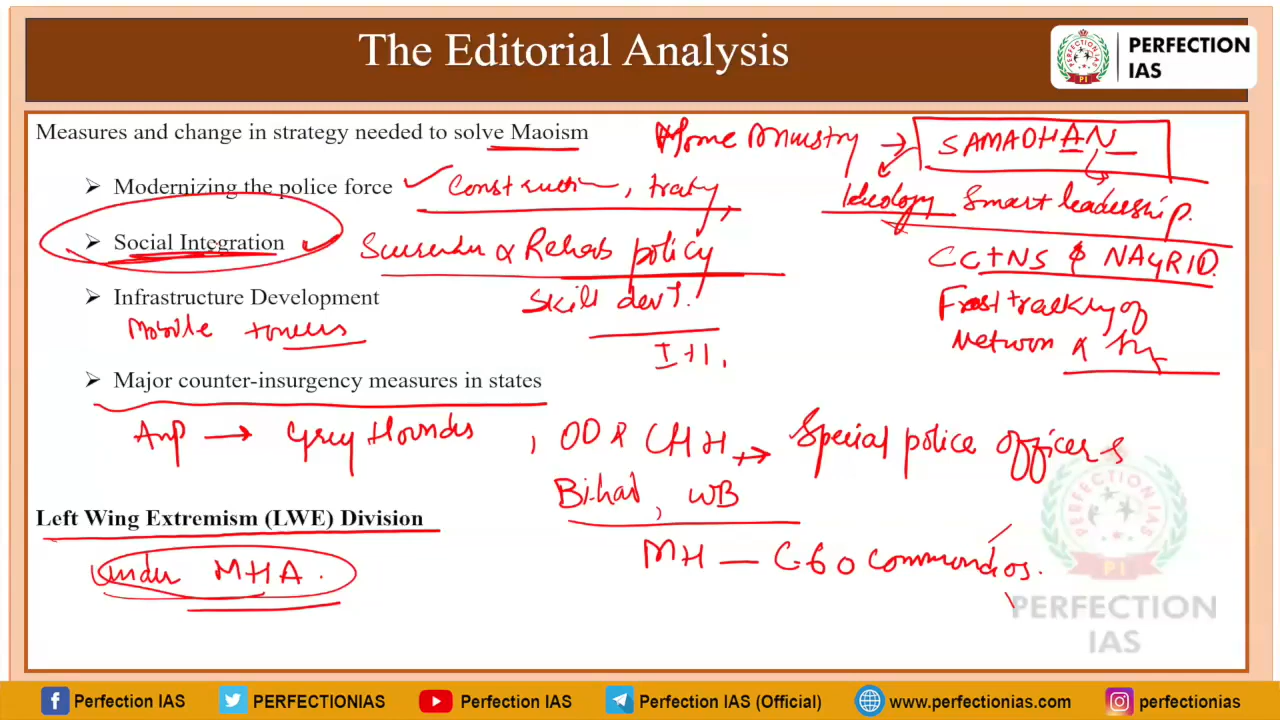 The Editorial Analysis
PERFECTION
IAS
Measures and change in strategy needed to solve Maoism
Home Ministry → SAMADHAN
➢ Modernizing the police force ✓ Construction, 
Ideology Smart leadership.
➢ Social Integration
Surrender & Rehab policy
CCTNS & NATGRID.
➢ Infrastructure Development
Skill devt.
Fast tracking of
Mobile towers
Network &
ITI,
➢ Major counter-insurgency measures in states
AnP → Grey Hounds, OD & CHH → Special police officers
Bihar, WB
Left Wing Extremism (LWE) Division
under MHA.
MH – C60 commandos.
PERFECTION
IAS
Perfection IAS
PERFECTIONIAS
Perfection IAS
Perfection IAS (Official)
www.perfectionias.com
perfectionias